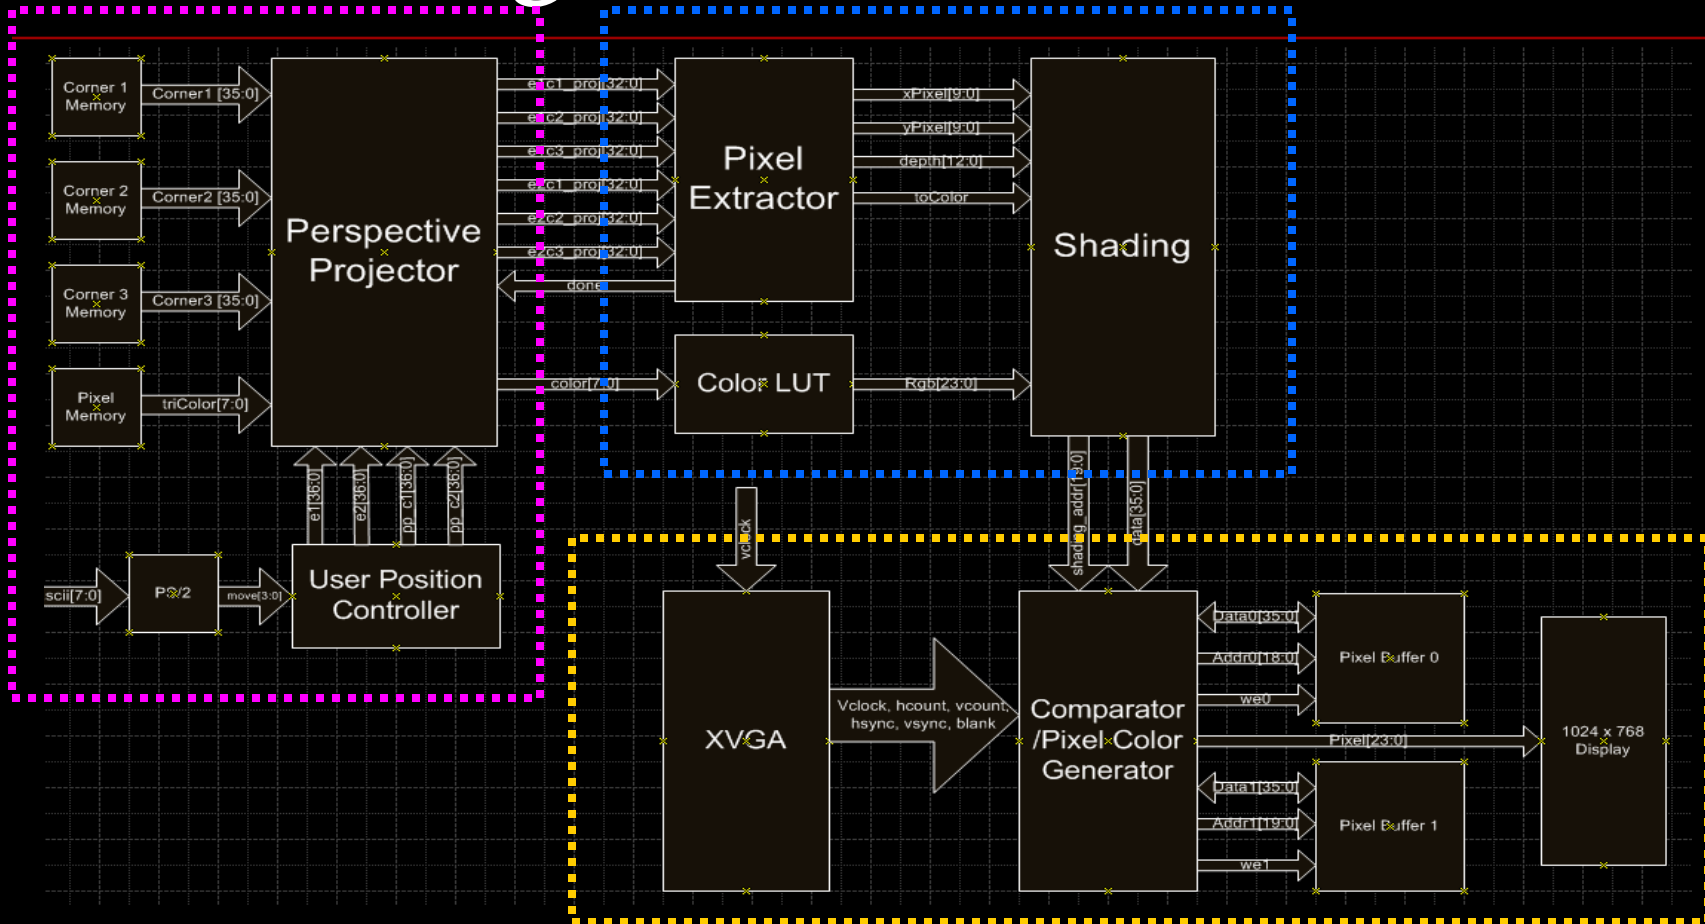 Corner 1
Memory
Corner1 [35:0]
Corner 2
Memory
Corner2 [35:0]
Corner 3
Memory
Corner3 [35:0]
Pixel
Memory
triColor[7:0]
Perspective
Projector
e1c1_proj[32:0]
e1c2_proj[32:0]
e1c3_proj[32:0]
e2c1_proj[32:0]
e2c2_proj[32:0]
e2c3_proj[32:0]
done
color[7:0]
Pixel
Extractor
Color LUT
xPixel[9:0]
yPixel[9:0]
depth[12:0]
toColor
Rgb[23:0]
Shading
e1[36:0]
e2[36:0]
pp_c1[36:0]
pp_c2[36:0]
scii[7:0]
PS/2
move[3:0]
User Position
Controller
vclock
shading_addr[19:0]
data[35:0]
XVGA
Vclock, hcount, vcount,
hsync, vsync, blank
Comparator
/Pixel Color
Generator
Data0[35:0]
Addr0[18:0]
we0
Pixel Buffer 0
Pixel[23:0]
1024 x 768
Display
Data1[35:0]
Addr1[19:0]
we1
Pixel Buffer 1